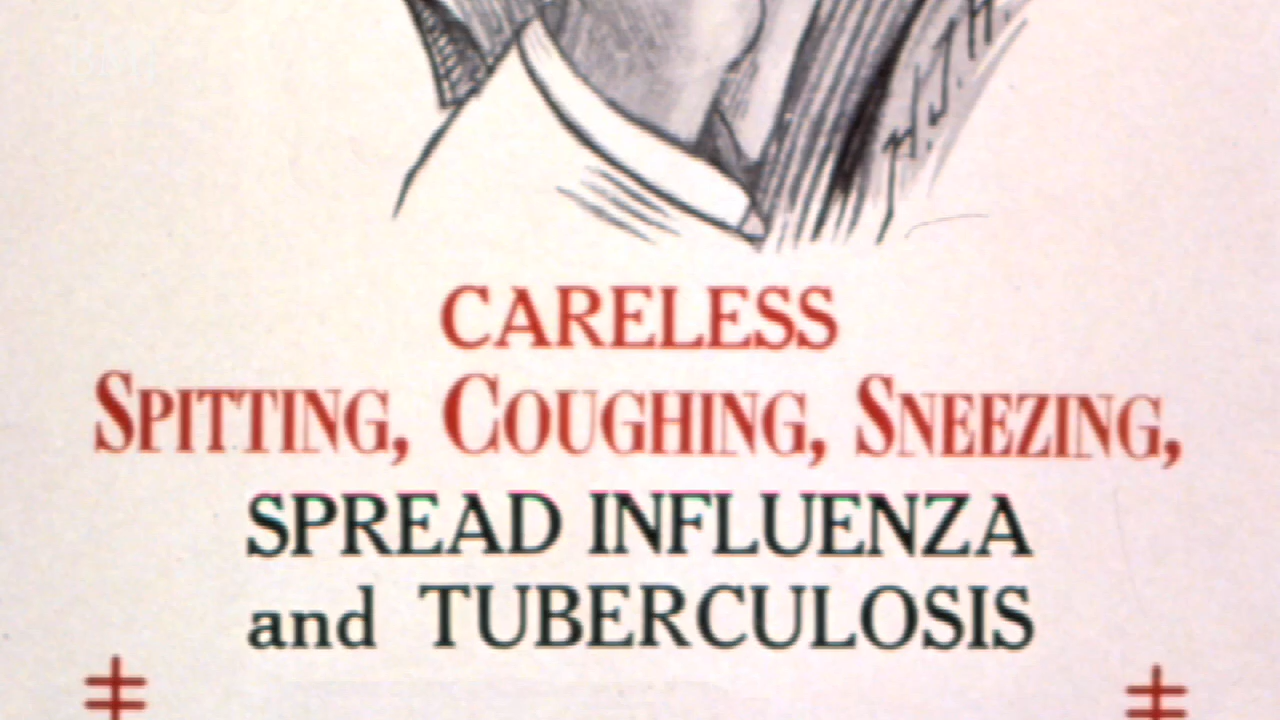 H.J.H.
CARELESS
SPITTING, COUGHING, SNEEZING,
SPREAD INFLUENZA
and TUBERCULOSIS